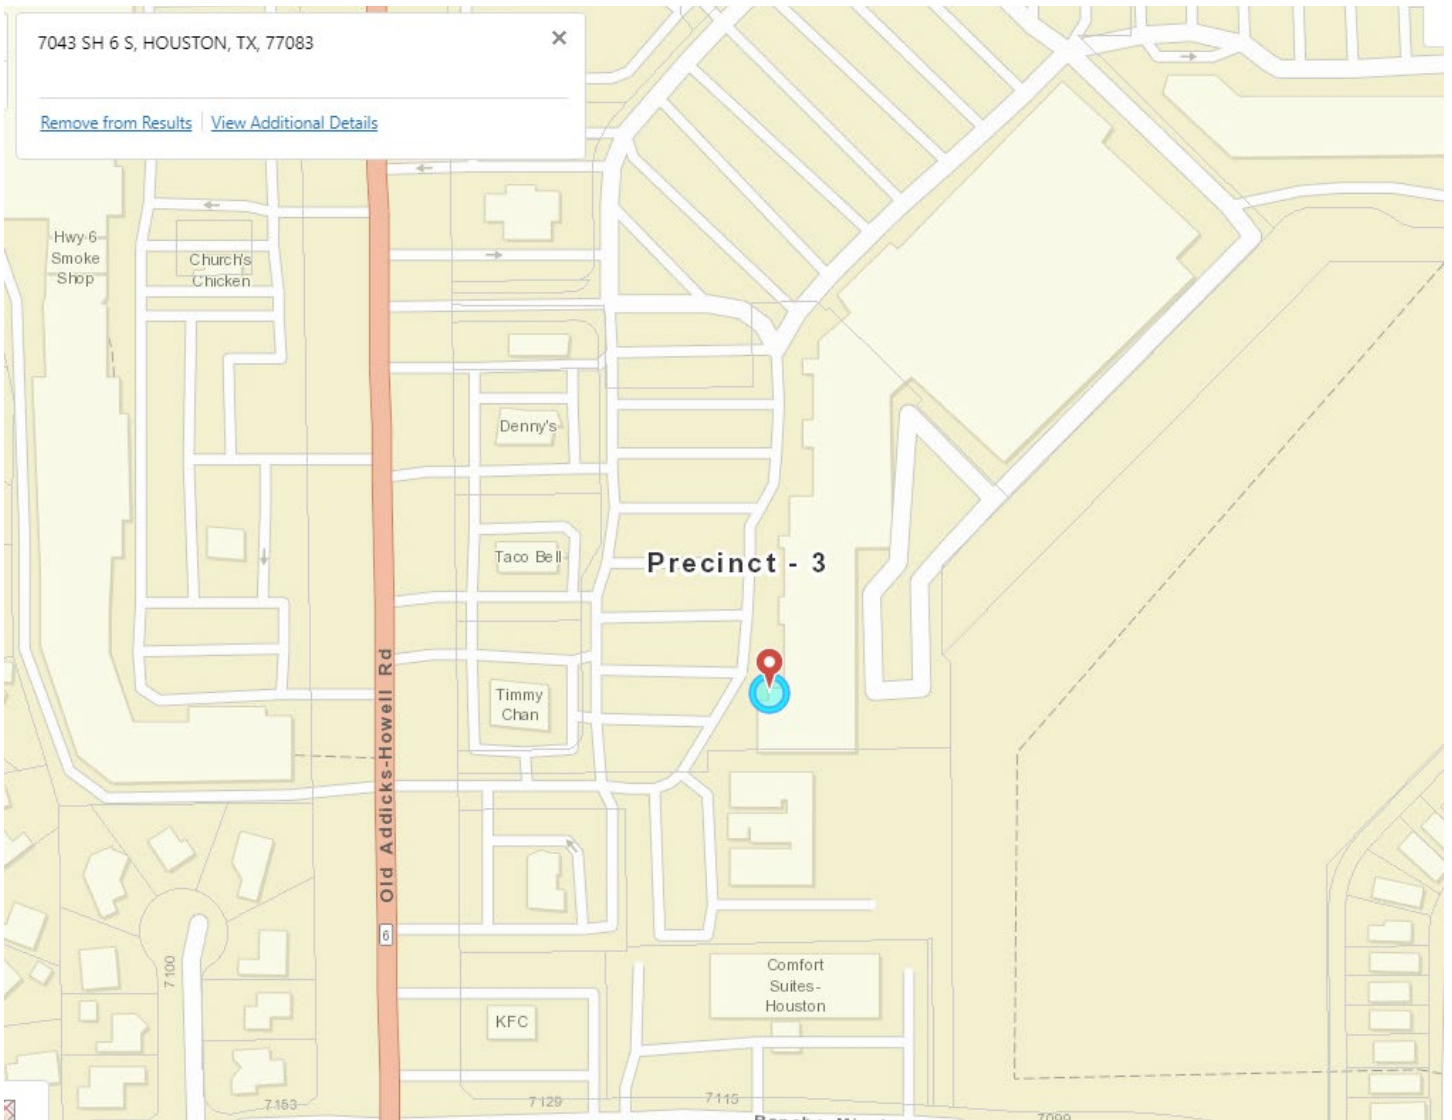 7043 SH 6 S, HOUSTON, TX, 77083
Remove from Results
View Additional Details
Hwy 6
Smoke
Shop
Church's
Chicken
Denny's
Taco Bell
Precinct - 3
Old Addicks-Howell Rd
Timmy
Chan
6
7100
Comfort
Suites-
Houston
KFC
7153
7129
7115
7099